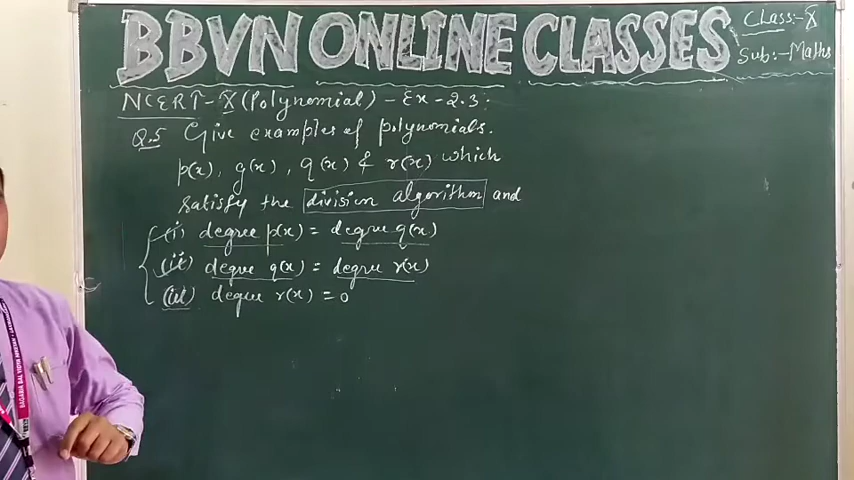 BBVN ONLINE CLASSES
Class:- X
Sub:- Maths
NCERT - X (Polynomial) - Ex - 2.3:
Q.5 Give examples of polynomials.
p(x), g(x), q(x) & r(x) which
satisfy the division algorithm and
(i) degree p(x) = degree q(x)
(ii) degree q(x) = degree r(x)
(iii) degree r(x) = 0